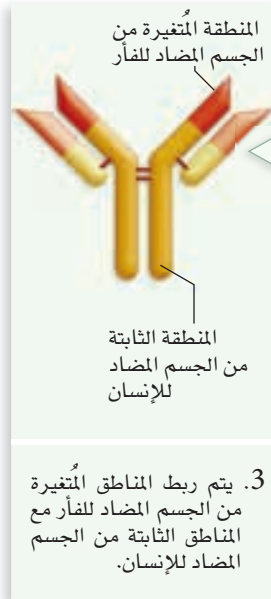 المنطقة المُتغيرة من
الجسم المضاد للفأر
المنطقة الثابتة
من الجسم المضاد
للإنسان
3. يتم ربط المناطق المُتغيرة
من الجسم المضاد للفأر مع
المناطق الثابتة من الجسم
المضاد للإنسان.